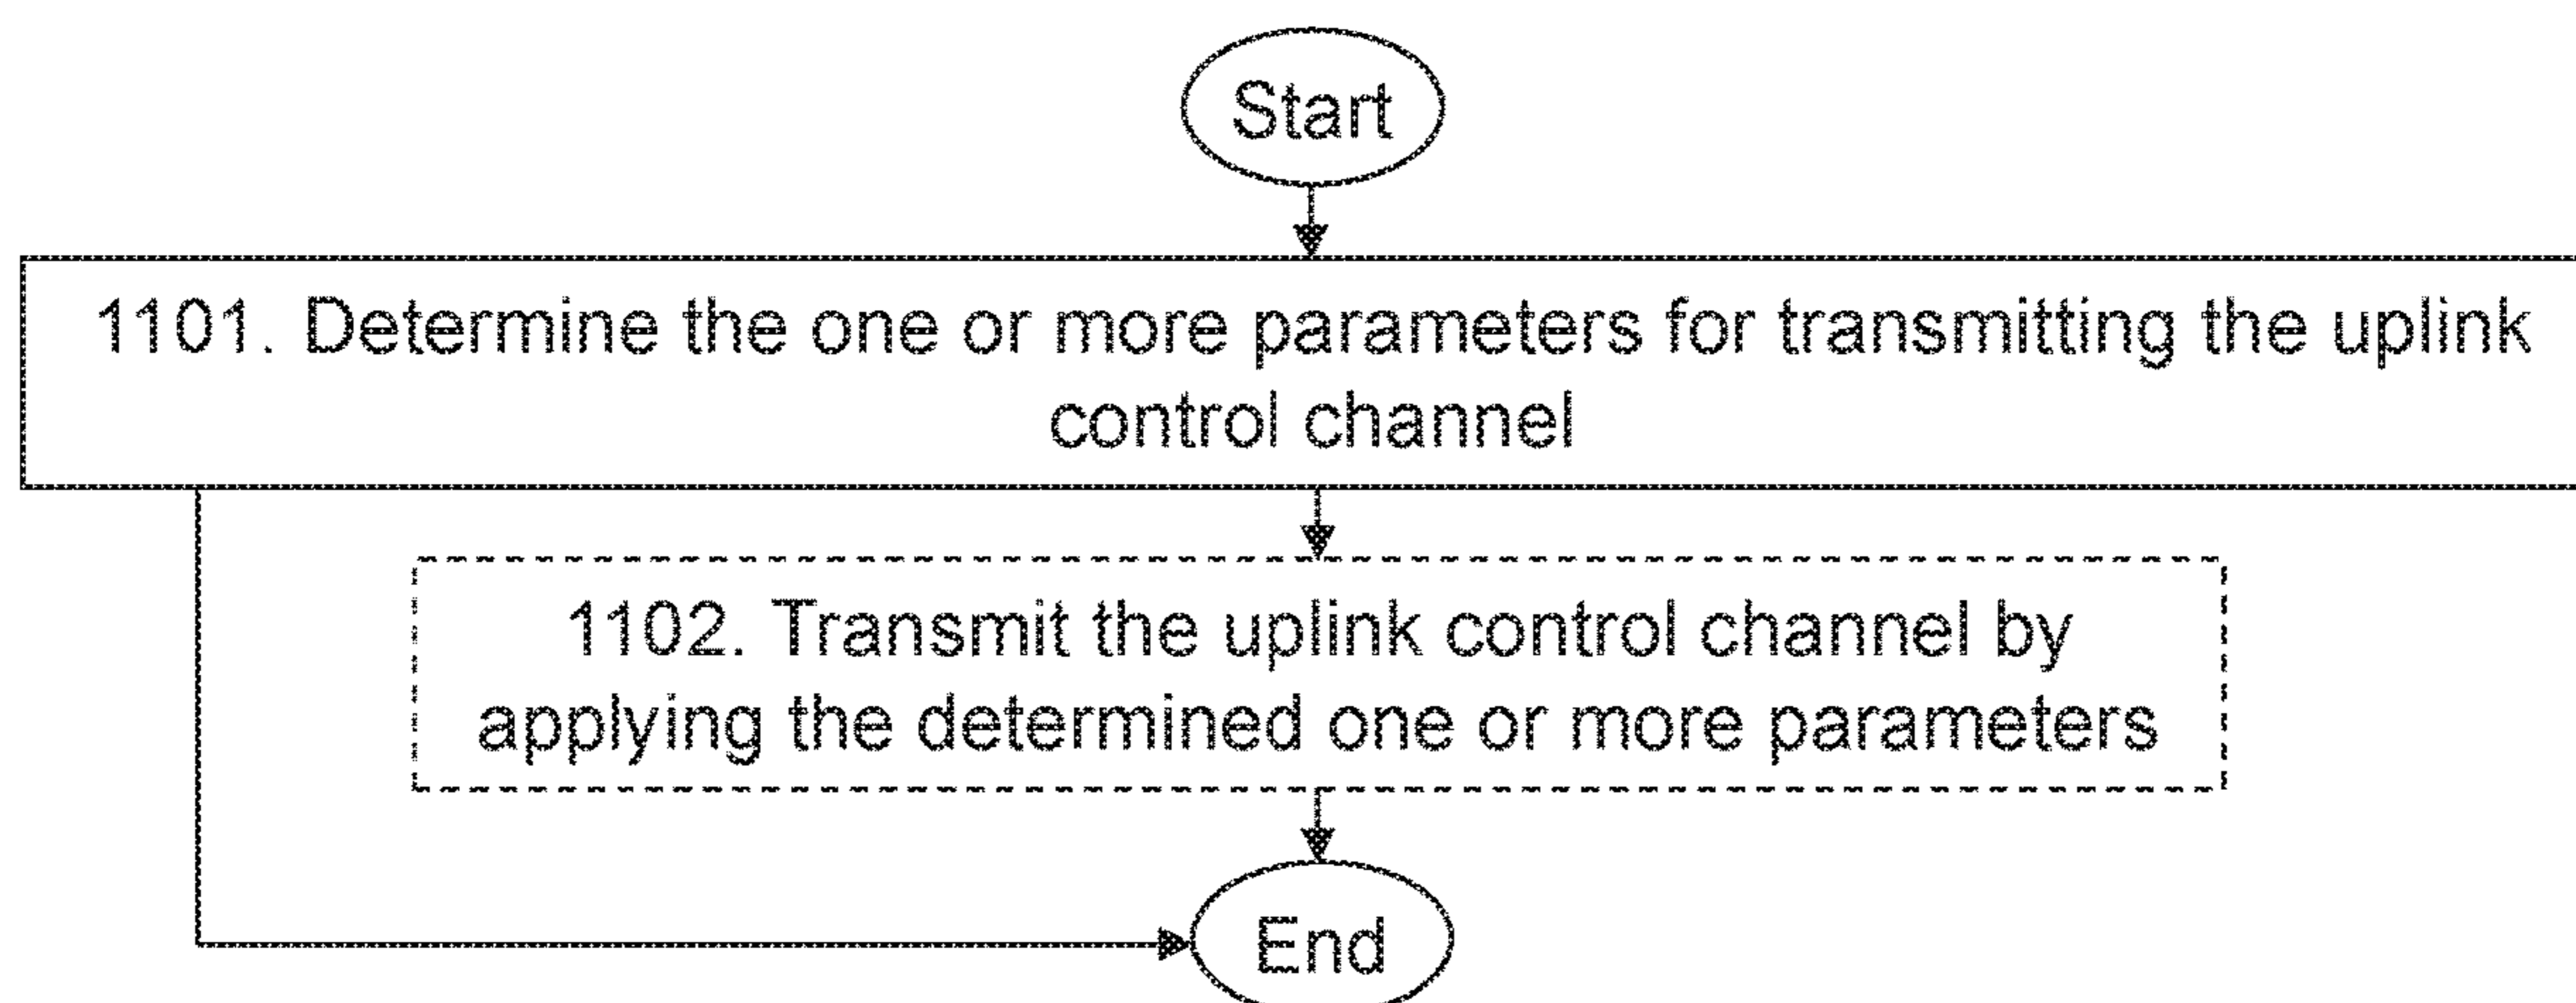 Start
1101. Determine the one or more parameters for transmitting the uplink
control channel
1102. Transmit the uplink control channel by
applying the determined one or more parameters
End